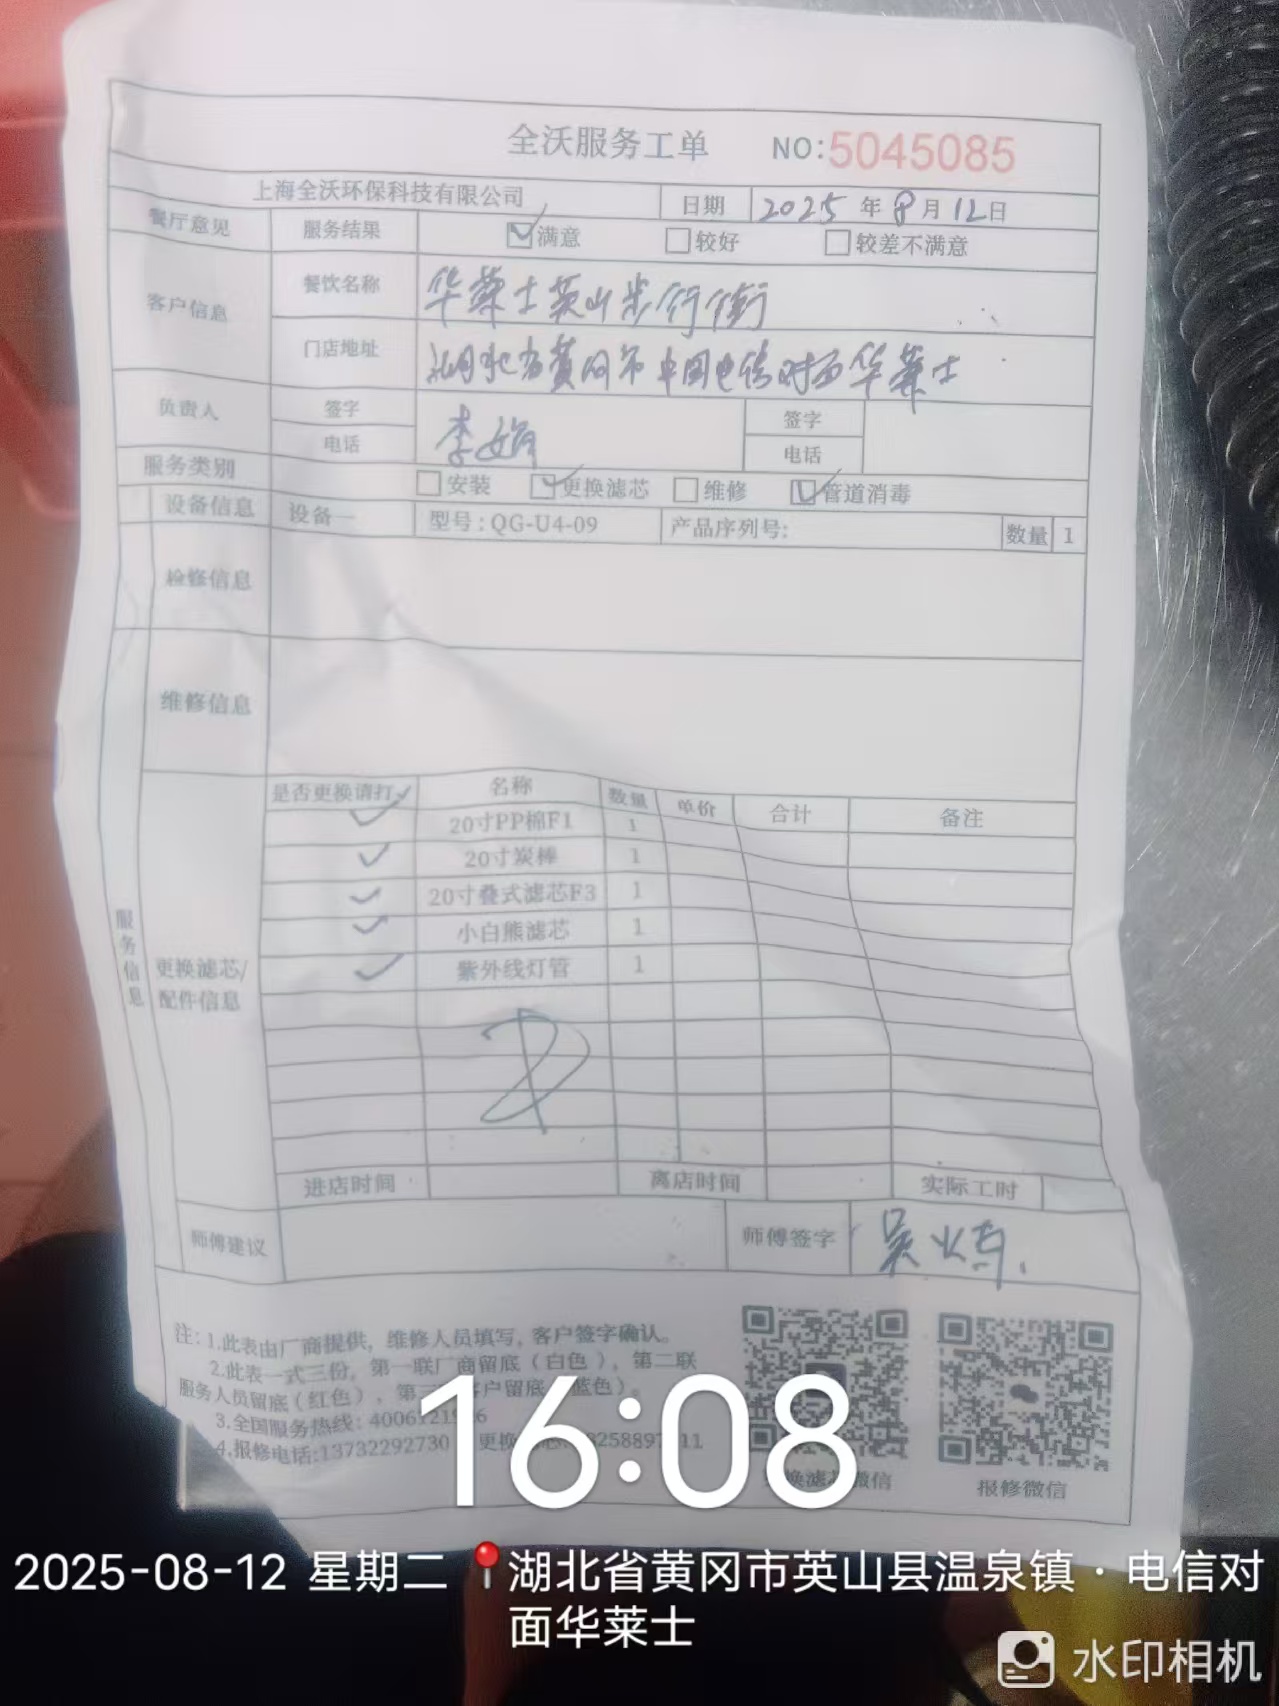 全沃服务工单 NO:5045085
上海全沃环保科技有限公司 日期 2025 年 8 月 12 日
餐厅意见 服务结果 满意 较好 较差不满意
客户信息 餐饮名称 华莱士英山步行街
门店地址 湖北省黄冈市中国电信对面华莱士
负责人 签字 李娟 签字
电话 电话
服务类别 安装 更换滤芯 维修 管道消毒
设备信息 设备一 型号:QG-U4-09 产品序列号: 数量 1
检修信息
维修信息
服务信息
更换滤芯/
配件信息
是否更换请打✓ 名称 数量 单价 合计 备注
✓ 20寸PP棉F1 1
✓ 20寸炭棒 1
✓ 20寸叠式滤芯F3 1
✓ 小白熊滤芯 1
✓ 紫外线灯管 1
进店时间 离店时间 实际工时
师傅建议 师傅签字 吴
注:1.此表由厂商提供,维修人员填写,客户签字确认。
2.此表一式三份,第一联厂商留底(白色),第二联
服务人员留底(红色),第 客户留底 蓝色)。
3.全国服务热线:
4.报修电话:13732292730 更换
报修微信
16:08
2025-08-12 星期二 湖北省黄冈市英山县温泉镇·电信对
面华莱士
水印相机